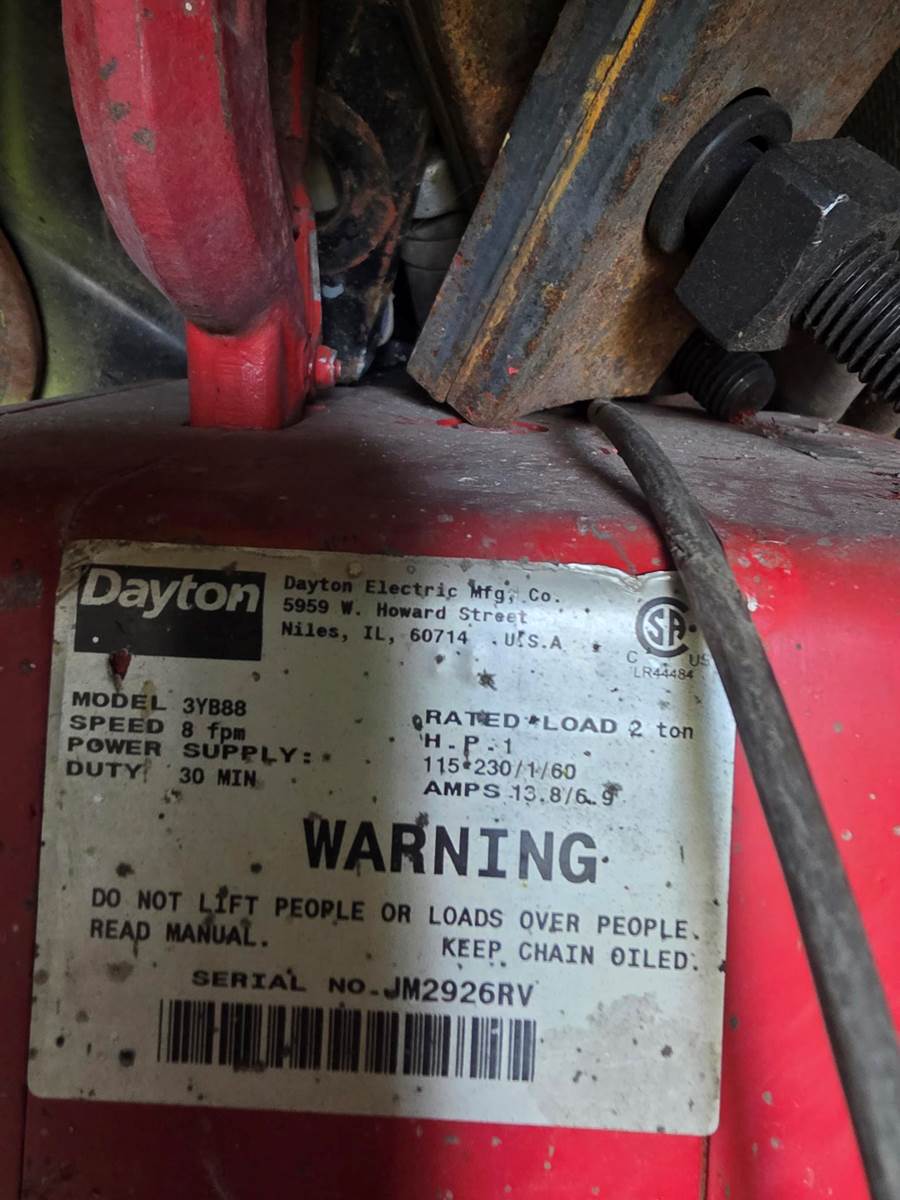 Dayton
Dayton Electric Mfg, Co.
5959 W. Howard Street
Niles, IL, 60714 U.S.A
SA
C US
LR44484
MODEL 3YB88
SPEED 8 fpm
POWER SUPPLY:
DUTY 30 MIN
RATED LOAD 2 ton
H.P. 1
115-230/1/60
AMPS 13.8/6.9
WARNING
DO NOT LIFT PEOPLE OR LOADS OVER PEOPLE.
READ MANUAL. KEEP CHAIN OILED.
SERIAL NO. JM2926RV